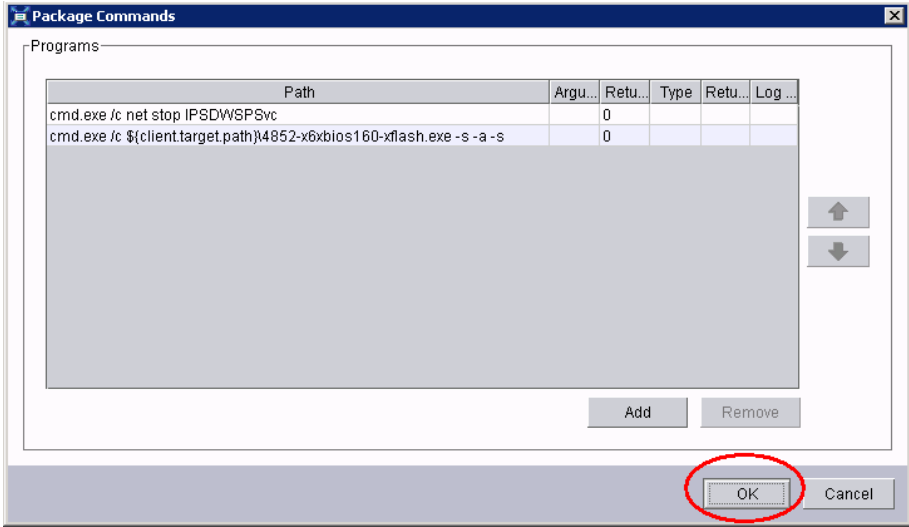 Package Commands
Programs
Path Argu... Retu... Type Retu... Log ...
cmd.exe /c net stop IPSDWSPSvc 0
cmd.exe /c ${client.target.path}\4852-x6xbios160-xflash.exe -s -a -s 0
Add Remove
OK Cancel